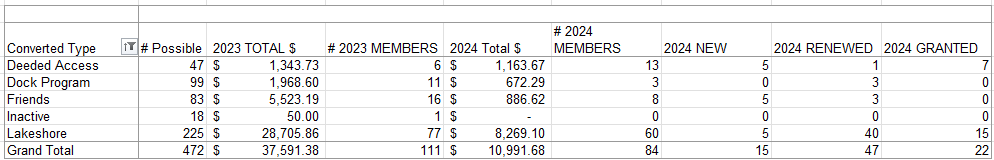 # 2024
Converted Type # Possible 2023 TOTAL $ # 2023 MEMBERS 2024 Total $ MEMBERS 2024 NEW 2024 RENEWED 2024 GRANTED
Deeded Access 47 $ 1,343.73 6 $ 1,163.67 13 5 1 7
Dock Program 99 $ 1,968.60 11 $ 672.29 3 0 3 0
Friends 83 $ 5,523.19 16 $ 886.62 8 5 3 0
Inactive 18 $ 50.00 1 $ - 0 0 0 0
Lakeshore 225 $ 28,705.86 77 $ 8,269.10 60 5 40 15
Grand Total 472 $ 37,591.38 111 $ 10,991.68 84 15 47 22